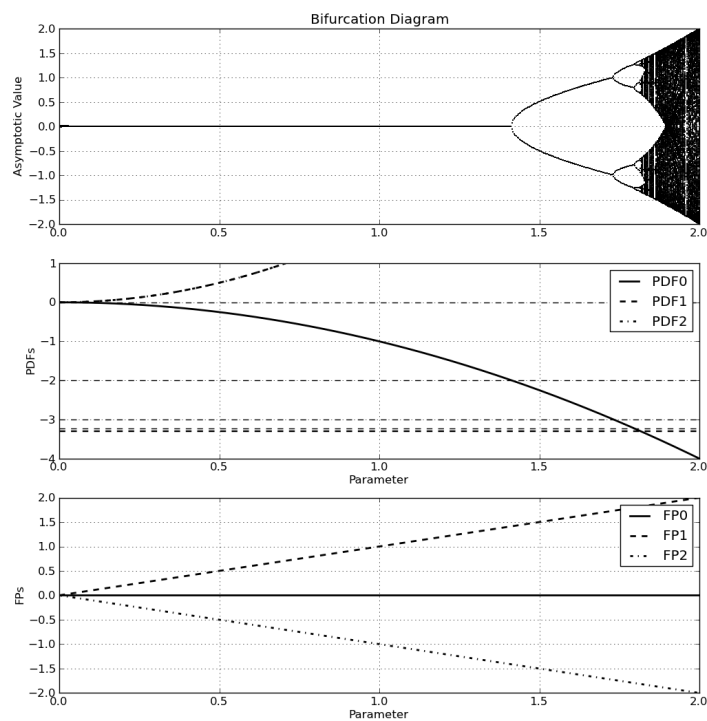 Bifurcation Diagram
2.0
1.5
1.0
0.5
0.0
−0.5
−1.0
−1.5
−2.0
Asymptotic Value
0.0 0.5 1.0 1.5 2.0
1
0
−1
−2
−3
−4
PDFs
PDF0
PDF1
PDF2
0.0 0.5 1.0 1.5 2.0
Parameter
2.0
1.5
1.0
0.5
0.0
−0.5
−1.0
−1.5
−2.0
FPs
FP0
FP1
FP2
0.0 0.5 1.0 1.5 2.0
Parameter